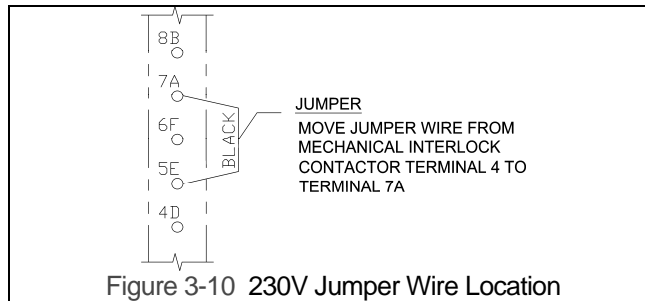 8B
7A
6F
5E
4D
BLACK
JUMPER
MOVE JUMPER WIRE FROM
MECHANICAL INTERLOCK
CONTACTOR TERMINAL 4 TO
TERMINAL 7A
Figure 3-10 230V Jumper Wire Location